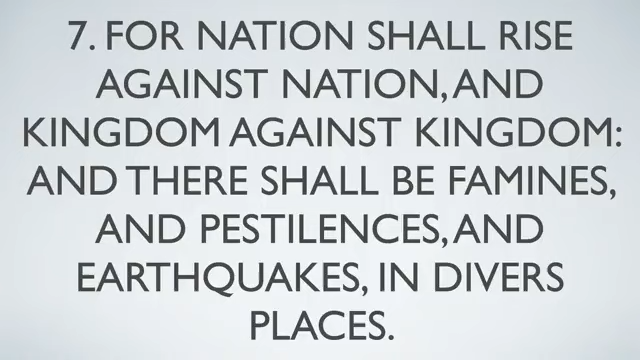 7. FOR NATION SHALL RISE
AGAINST NATION, AND
KINGDOM AGAINST KINGDOM:
AND THERE SHALL BE FAMINES,
AND PESTILENCES, AND
EARTHQUAKES, IN DIVERS
PLACES.